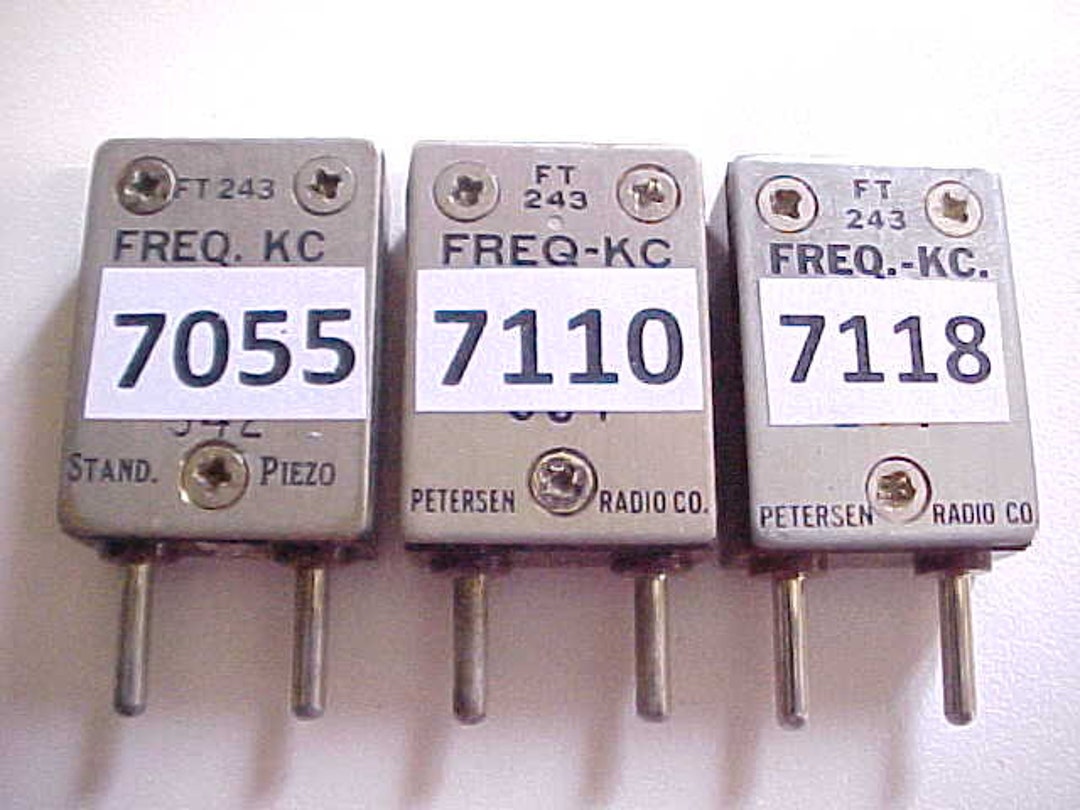 FT 243
FREQ. KC
7055
STAND. PIEZO
FT
243
FREQ-KC
7110
PETERSEN RADIO CO.
FT
243
FREQ.-KC.
7118
PETERSEN RADIO CO